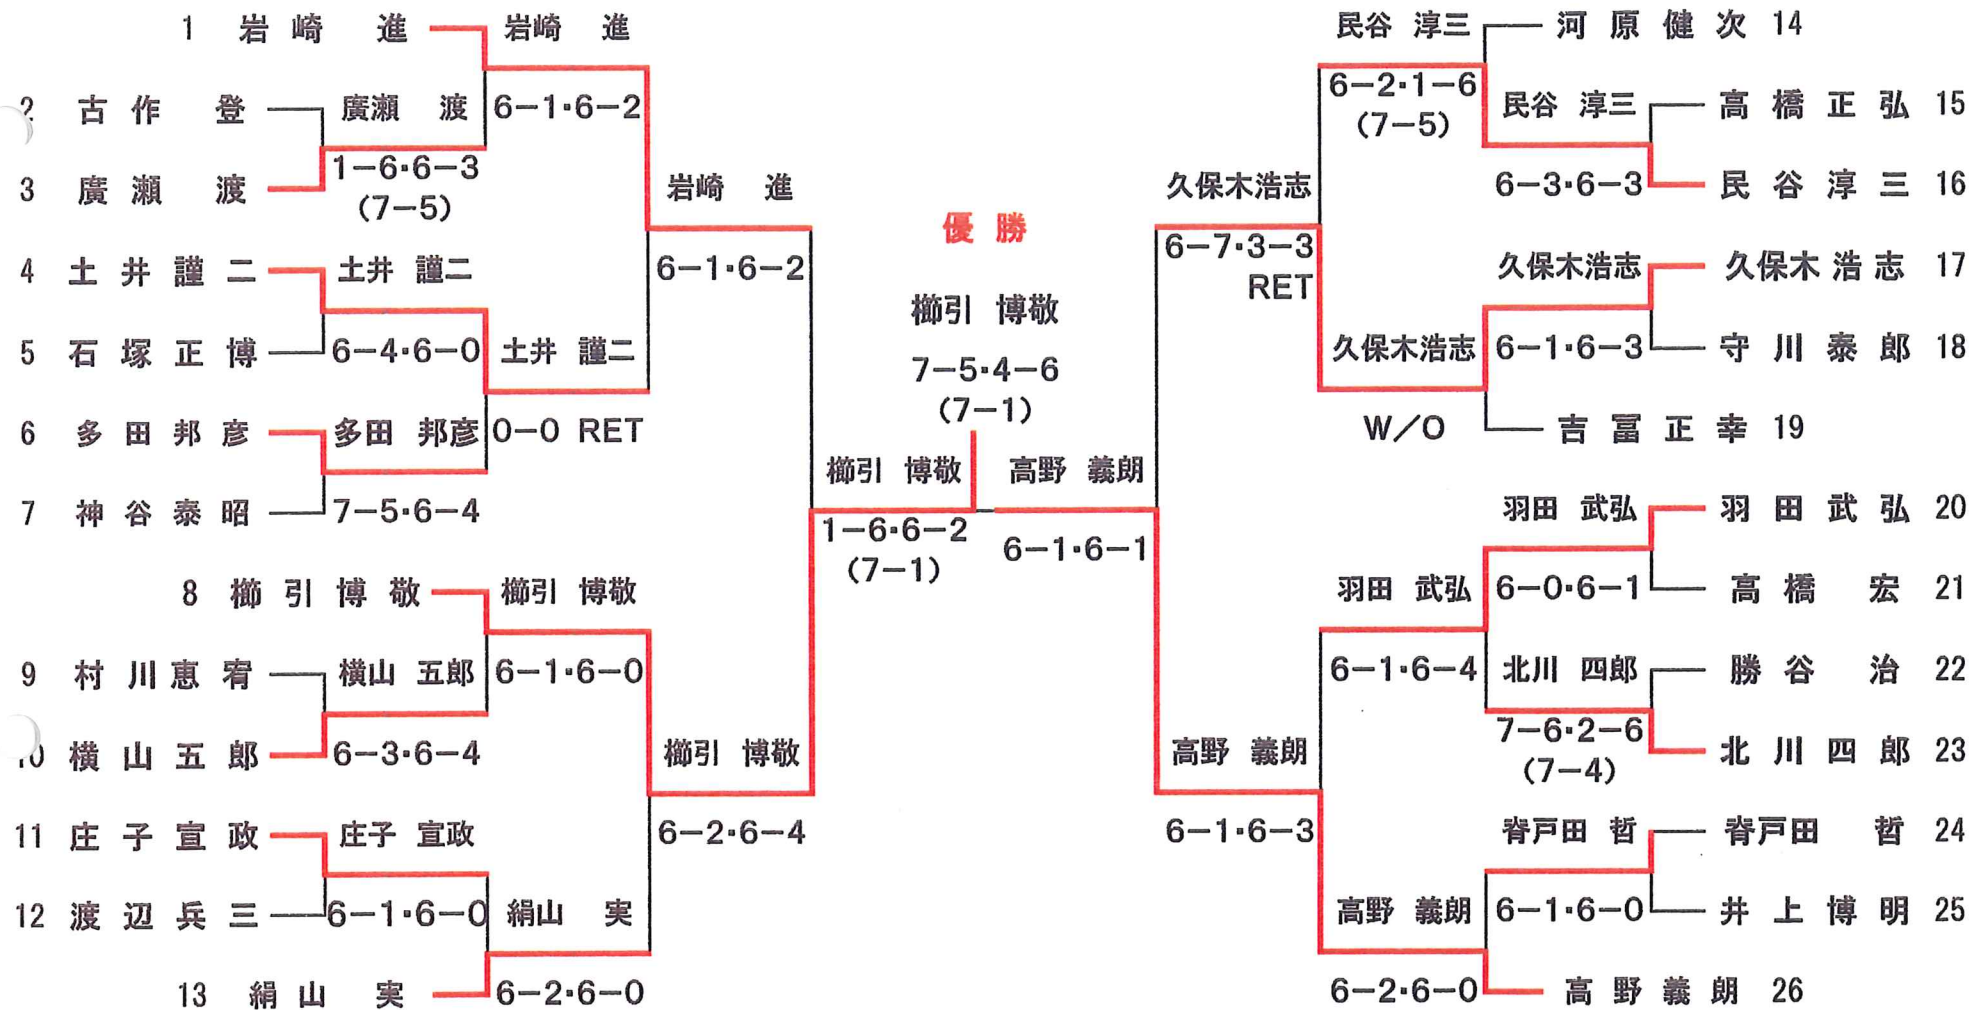 1 岩崎 進
岩崎 進
2 古作 登
廣瀬 渡
6-1・6-2
3 廣瀬 渡
1-6・6-3
(7-5)
岩崎 進
4 土井謹二
土井 謹二
6-1・6-2
5 石塚正博
6-4・6-0
土井 謹二
6 多田邦彦
多田 邦彦
0-0 RET
7 神谷泰昭
7-5・6-4
8 櫛引博敬
櫛引 博敬
9 村川恵宥
横山 五郎
6-1・6-0
10 横山五郎
6-3・6-4
櫛引 博敬
11 庄子宣政
庄子 宣政
6-2・6-4
12 渡辺兵三
6-1・6-0
絹山 実
13 絹山 実
6-2・6-0
優勝
櫛引 博敬
7-5・4-6
(7-1)
櫛引 博敬
高野 義朗
1-6・6-2
(7-1)
6-1・6-1
民谷 淳三
河原健次 14
6-2・1-6
(7-5)
民谷 淳三
高橋正弘 15
久保木浩志
6-3・6-3
民谷淳三 16
6-7・3-3
RET
久保木浩志
久保木浩志 17
久保木浩志
6-1・6-3
守川泰郎 18
W/O
吉冨正幸 19
羽田 武弘
羽田武弘 20
羽田 武弘
6-0・6-1
高橋 宏 21
6-1・6-4
北川 四郎
勝谷 治 22
高野 義朗
7-6・2-6
(7-4)
北川四郎 23
6-1・6-3
脊戸田 哲
脊戸田 哲 24
高野 義朗
6-1・6-0
井上博明 25
6-2・6-0
高野義朗 26